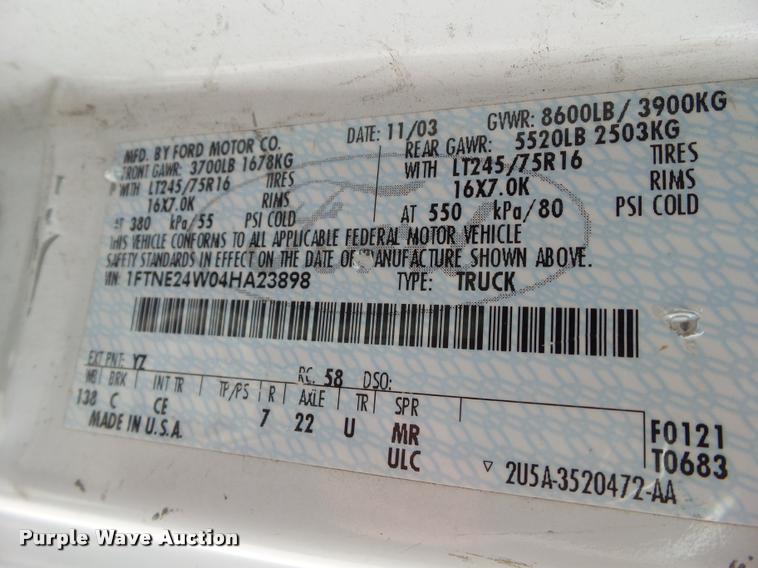 MFD. BY FORD MOTOR CO. DATE: 11/03 GVWR: 8600LB/ 3900KG
FRONT GAWR: 3700LB 1678KG REAR GAWR: 5520LB 2503KG
WITH LT245/75R16 TIRES WITH LT245/75R16 TIRES
16X7.0K RIMS 16X7.0K RIMS
AT 380 kPa/55 PSI COLD AT 550 kPa/80 PSI COLD
THIS VEHICLE CONFORMS TO ALL APPLICABLE FEDERAL MOTOR VEHICLE
SAFETY STANDARDS IN EFFECT ON THE DATE OF MANUFACTURE SHOWN ABOVE.
VIN: 1FTNE24W04HA23898 TYPE: TRUCK
EXT PNT: YZ RC: 58 DSO:
WB BRK INT TR TP/PS R AXLE TR SPR
138 C CE 7 22 U MR F0121
MADE IN U.S.A. ULC T0683
▽ 2U5A-3520472-AA
Purple Wave Auction